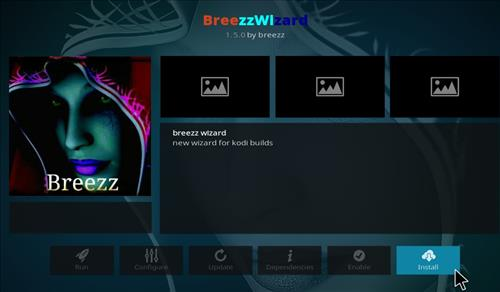 BreezzWIzard
1.5.0 by breezz
Breezz
breezz wizard
new wizard for kodi builds
Run
Configure
Update
Dependencies
Enable
Install